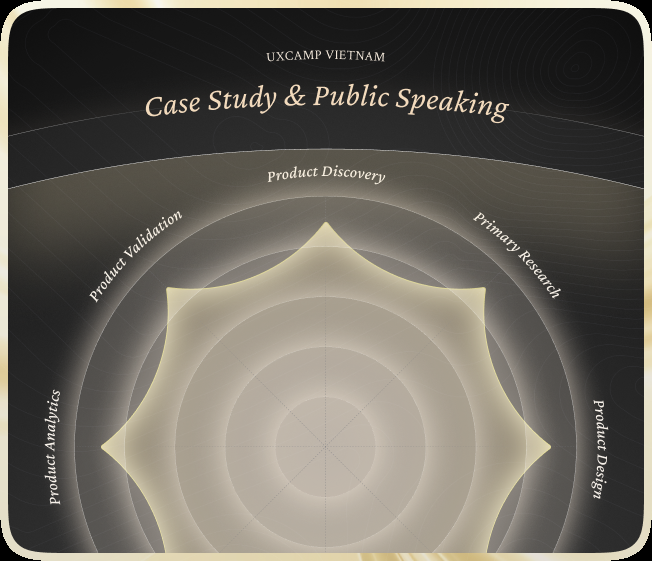 UXCAMP VIETNAM
Case Study & Public Speaking
Product Discovery
Product Validation
Primary Research
Product Analytics
Product Design